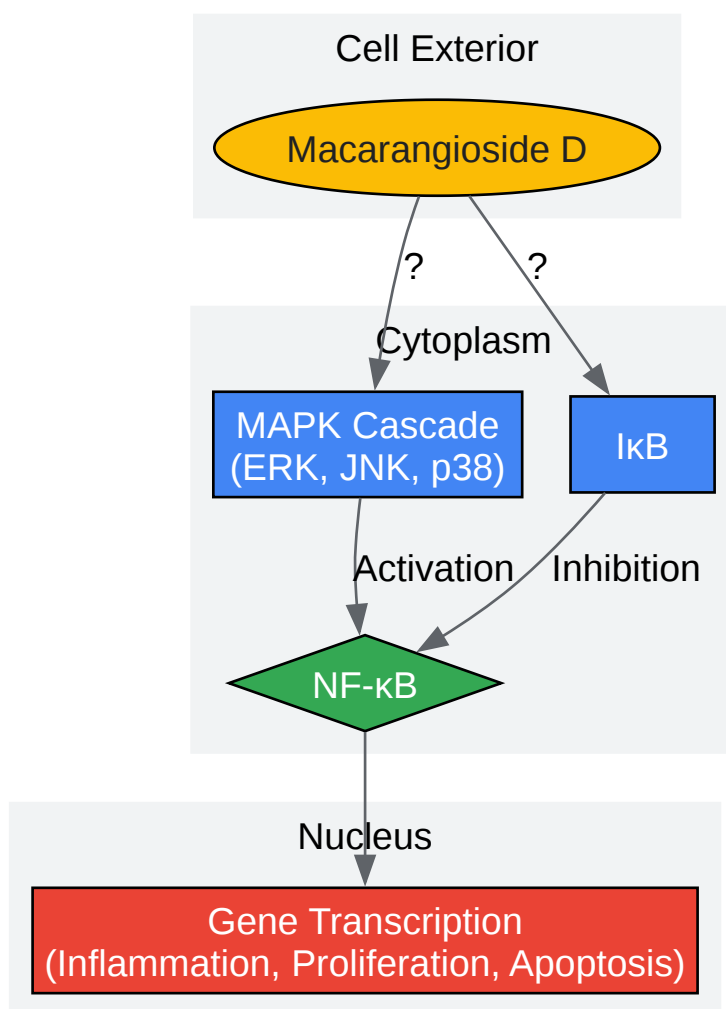 Cell Exterior
Macarangioside D
?
?
Cytoplasm
MAPK Cascade
(ERK, JNK, p38)
IκB
Activation
Inhibition
NF-κB
Nucleus
Gene Transcription
(Inflammation, Proliferation, Apoptosis)